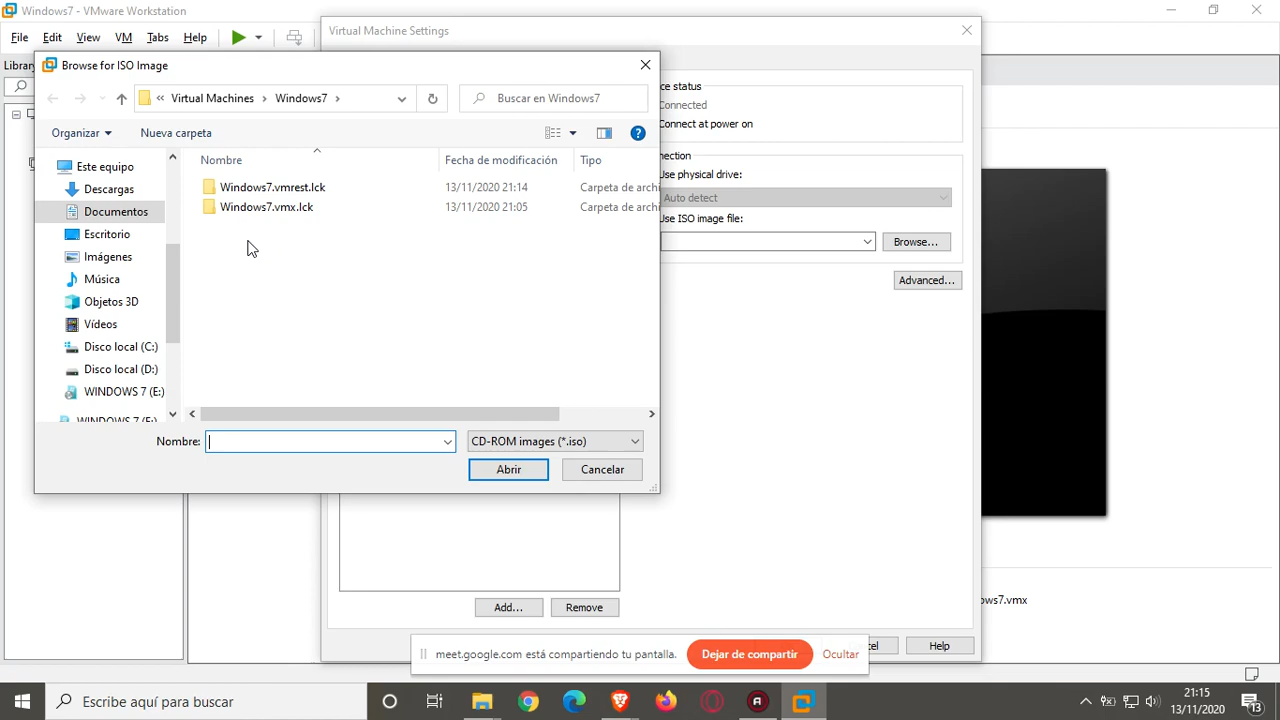 Windows7 - VMware Workstation
File Edit View VM Tabs Help
Library
Virtual Machine Settings
Browse for ISO Image
Virtual Machines Windows7
Buscar en Windows7
Organizar
Nueva carpeta
Nombre
Fecha de modificación
Tipo
Este equipo
Descargas
Documentos
Escritorio
Imágenes
Música
Objetos 3D
Vídeos
Disco local (C:)
Disco local (D:)
WINDOWS 7 (E:)
WINDOWS 7 (E:)
Windows7.vmrest.lck 13/11/2020 21:14 Carpeta de archi
Windows7.vmx.lck 13/11/2020 21:05 Carpeta de archi
Nombre:
CD-ROM images (*.iso)
Abrir
Cancelar
ce status
Connected
Connect at power on
nection
Use physical drive:
Auto detect
Use ISO image file:
Browse...
Advanced...
Add...
Remove
cel
Help
ows7.vmx
meet.google.com está compartiendo tu pantalla.
Dejar de compartir
Ocultar
Escribe aquí para buscar
21:15
13/11/2020
13